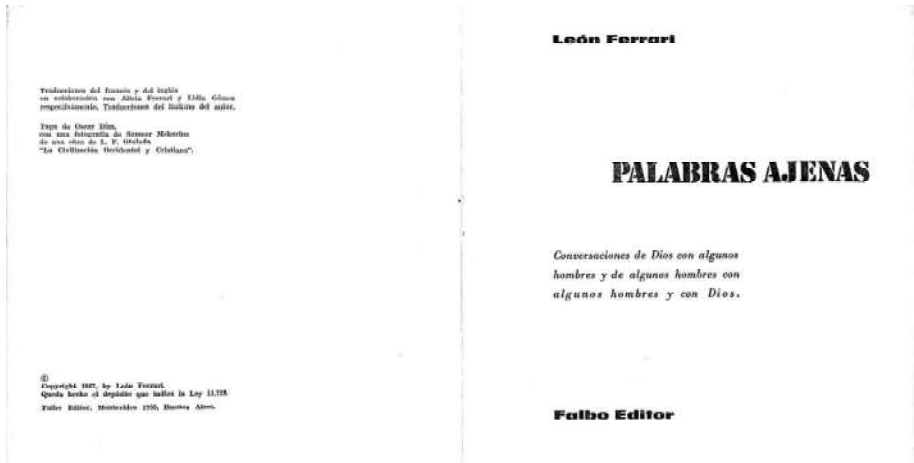 Traducciones del francés y del inglés
en colaboración con Alicia Ferrari y Lidia Gómez
respectivamente. Traducciones del italiano del autor.
Tapa de Oscar Díaz,
con una fotografía de Sameer Makarius
de una obra de L. F. titulada
"La Civilización Occidental y Cristiana".
©
Copyright 1967, by León Ferrari.
Queda hecho el depósito que indica la Ley 11.723.
Falbo Editor, Montevideo Buenos Aires.
León Ferrari
PALABRAS AJENAS
Conversaciones de Dios con algunos
hombres y de algunos hombres con
algunos hombres y con Dios.
Falbo Editor